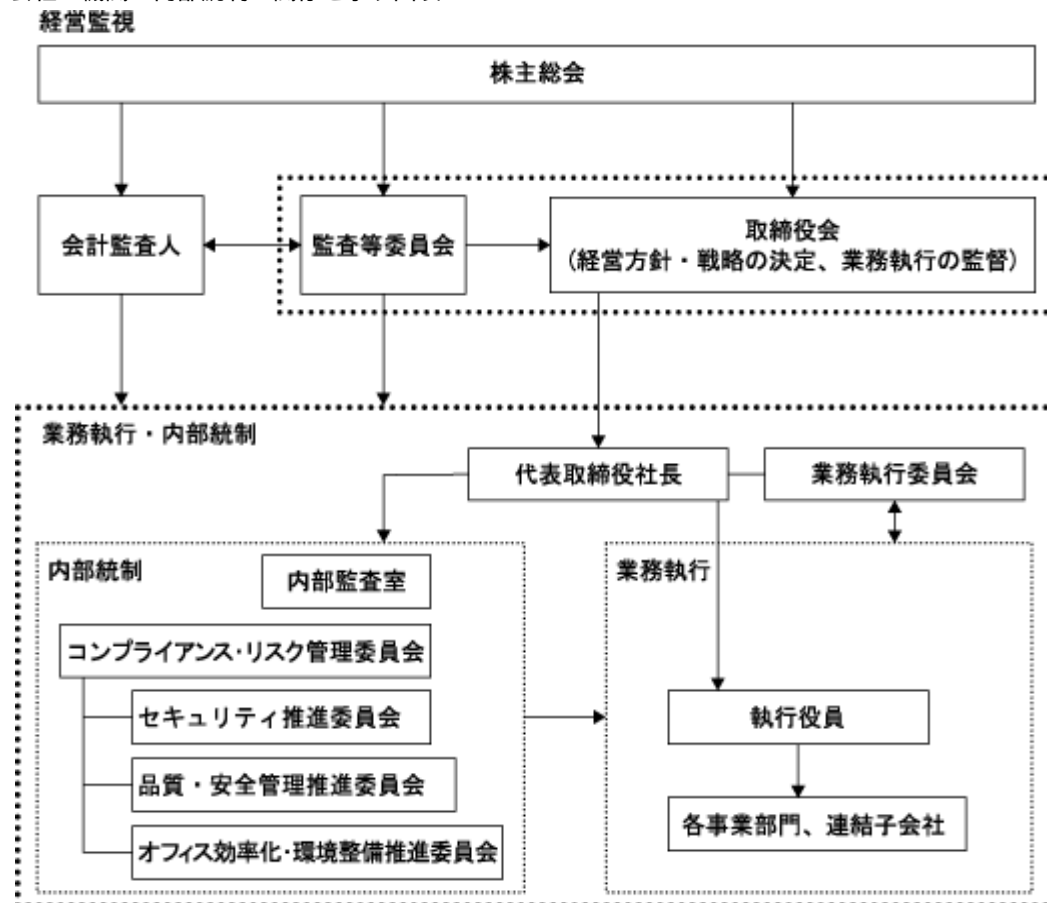 経営監視
株主総会
会計監査人
監査等委員会
取締役会
(経営方針・戦略の決定、業務執行の監督)
業務執行・内部統制
代表取締役社長
業務執行委員会
内部統制
内部監査室
業務執行
コンプライアンス・リスク管理委員会
セキュリティ推進委員会
執行役員
品質・安全管理推進委員会
各事業部門、連結子会社
オフィス効率化・環境整備推進委員会